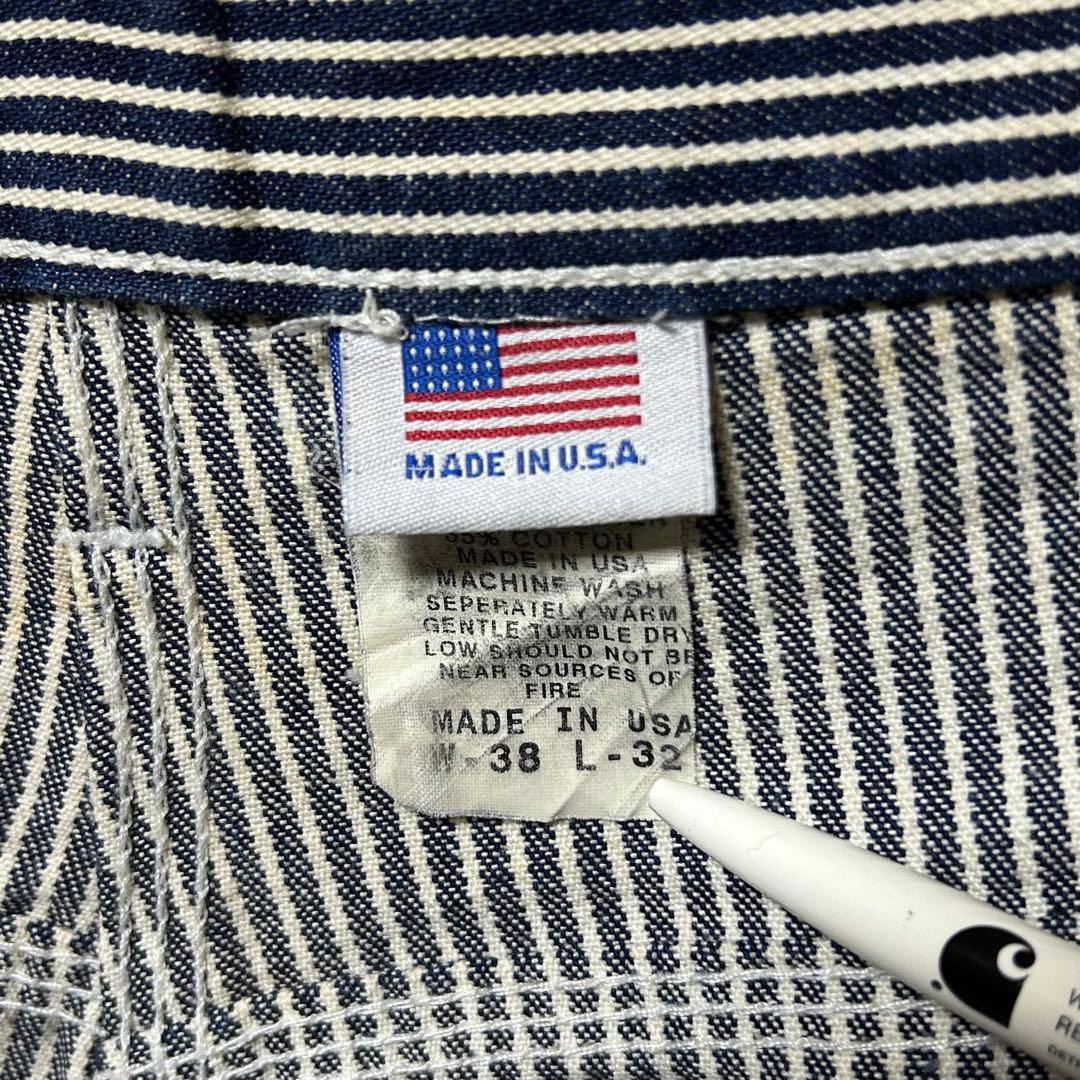 MADE IN U.S.A.
COTTON
MADE IN USA
MACHINE WASH
SEPERATELY WARM
GENTLE TUMBLE DRY
LOW SHOULD NOT BE
NEAR SOURCES OF
FIRE
MADE IN USA
W-38 L-32